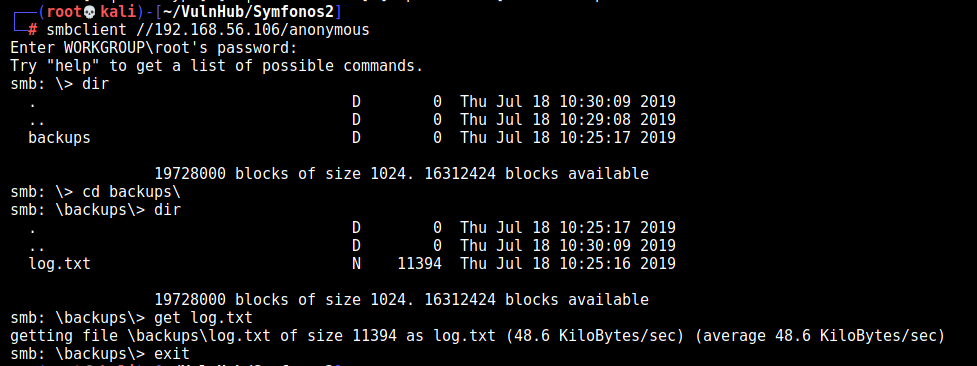 ┌──(root💀kali)-[~/VulnHub/Symfonos2]
└─# smbclient //192.168.56.106/anonymous
Enter WORKGROUP\root's password:
Try "help" to get a list of possible commands.
smb: \> dir
  .                                   D        0  Thu Jul 18 10:30:09 2019
  ..                                  D        0  Thu Jul 18 10:29:08 2019
  backups                             D        0  Thu Jul 18 10:25:17 2019
                19728000 blocks of size 1024. 16312424 blocks available
smb: \> cd backups\
smb: \backups\> dir
  .                                   D        0  Thu Jul 18 10:25:17 2019
  ..                                  D        0  Thu Jul 18 10:30:09 2019
  log.txt                             N    11394  Thu Jul 18 10:25:16 2019
                19728000 blocks of size 1024. 16312424 blocks available
smb: \backups\> get log.txt
getting file \backups\log.txt of size 11394 as log.txt (48.6 KiloBytes/sec) (average 48.6 KiloBytes/sec)
smb: \backups\> exit